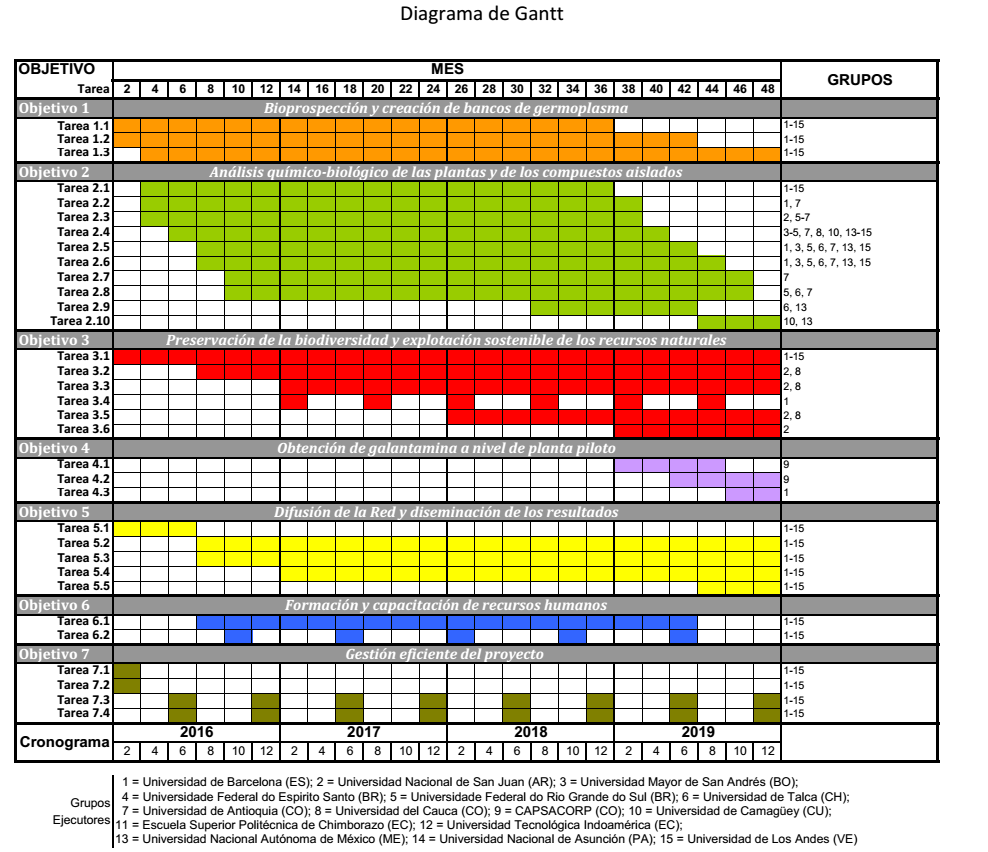 Diagrama de Gantt
OBJETIVO MES GRUPOS
Tarea 2 4 6 8 10 12 14 16 18 20 22 24 26 28 30 32 34 36 38 40 42 44 46 48
Objetivo 1 Bioprospección y creación de bancos de germoplasma
Tarea 1.1 1-15
Tarea 1.2 1-15
Tarea 1.3 1-15
Objetivo 2 Análisis químico-biológico de las plantas y de los compuestos aislados
Tarea 2.1 1-15
Tarea 2.2 1, 7
Tarea 2.3 2, 5-7
Tarea 2.4 3-5, 7, 8, 10, 13-15
Tarea 2.5 1, 3, 5, 6, 7, 13, 15
Tarea 2.6 1, 3, 5, 6, 7, 13, 15
Tarea 2.7 7
Tarea 2.8 5, 6, 7
Tarea 2.9 6, 13
Tarea 2.10 10, 13
Objetivo 3 Preservación de la biodiversidad y explotación sostenible de los recursos naturales
Tarea 3.1 1-15
Tarea 3.2 2, 8
Tarea 3.3 2, 8
Tarea 3.4 1
Tarea 3.5 2, 8
Tarea 3.6 2
Objetivo 4 Obtención de galantamina a nivel de planta piloto
Tarea 4.1 9
Tarea 4.2 9
Tarea 4.3 1
Objetivo 5 Difusión de la Red y diseminación de los resultados
Tarea 5.1 1-15
Tarea 5.2 1-15
Tarea 5.3 1-15
Tarea 5.4 1-15
Tarea 5.5 1-15
Objetivo 6 Formación y capacitación de recursos humanos
Tarea 6.1 1-15
Tarea 6.2 1-15
Objetivo 7 Gestión eficiente del proyecto
Tarea 7.1 1-15
Tarea 7.2 1-15
Tarea 7.3 1-15
Tarea 7.4 1-15
Cronograma 2016 2017 2018 2019
2 4 6 8 10 12 2 4 6 8 10 12 2 4 6 8 10 12 2 4 6 8 10 12
Grupos Ejecutores
1 = Universidad de Barcelona (ES); 2 = Universidad Nacional de San Juan (AR); 3 = Universidad Mayor de San Andrés (BO);
4 = Universidade Federal do Espirito Santo (BR); 5 = Universidade Federal do Rio Grande do Sul (BR); 6 = Universidad de Talca (CH);
7 = Universidad de Antioquia (CO); 8 = Universidad del Cauca (CO); 9 = CAPSACORP (CO); 10 = Universidad de Camagüey (CU);
11 = Escuela Superior Politécnica de Chimborazo (EC); 12 = Universidad Tecnológica Indoamérica (EC);
13 = Universidad Nacional Autónoma de México (ME); 14 = Universidad Nacional de Asunción (PA); 15 = Universidad de Los Andes (VE)